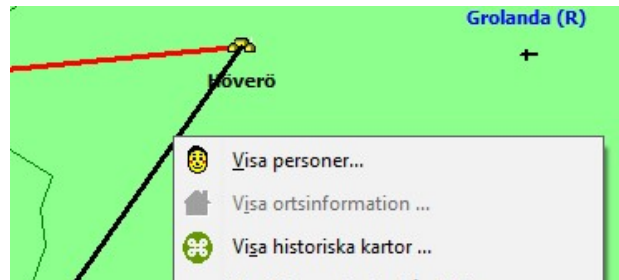 Grolanda (R)
Höverö
Visa personer...
Visa ortsinformation ...
Visa historiska kartor ...